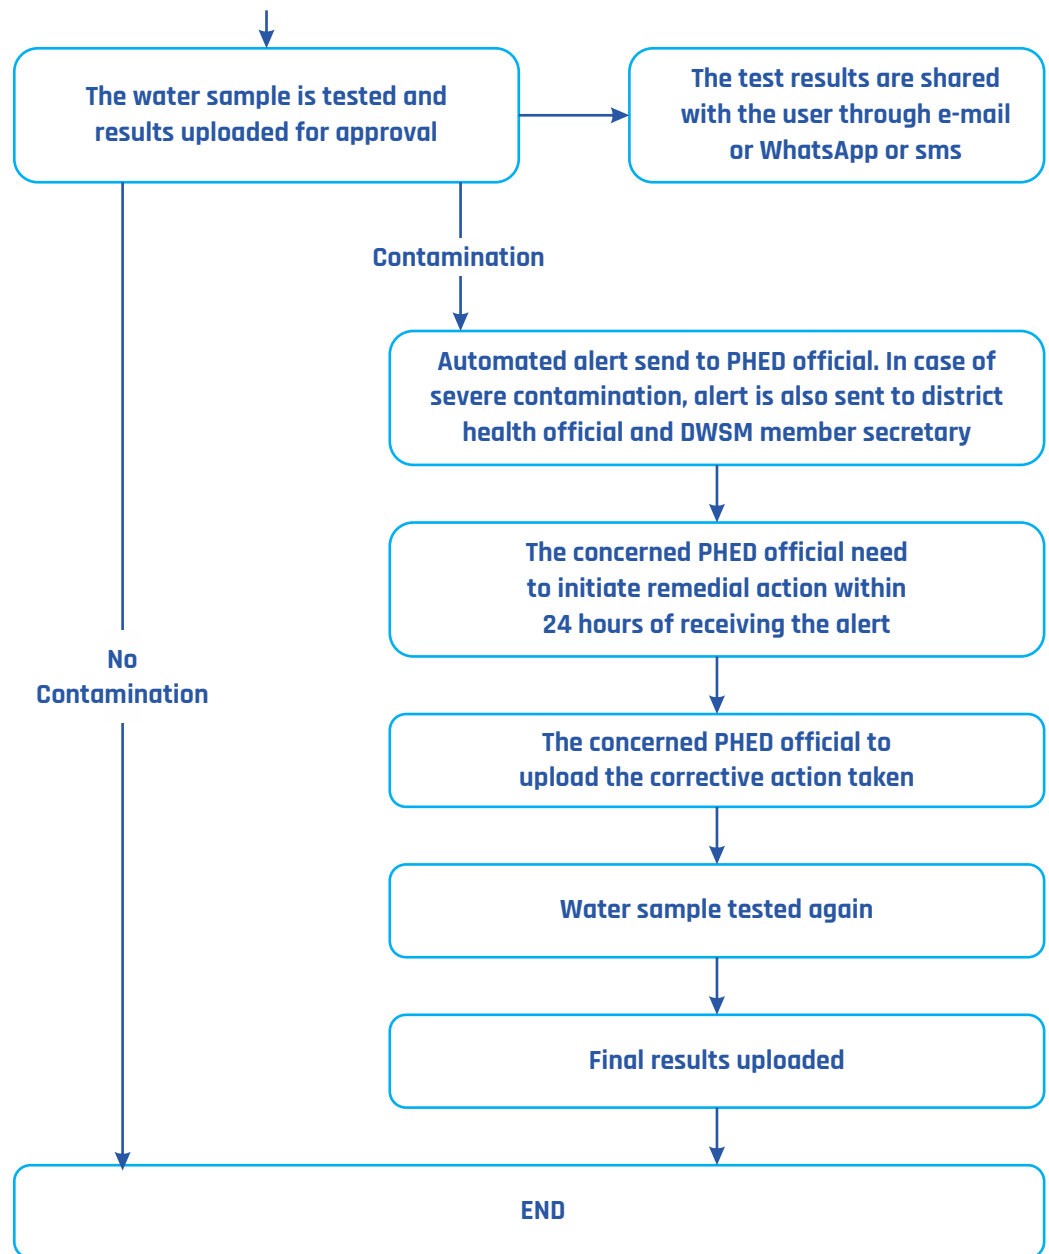 The water sample is tested and
results uploaded for approval
The test results are shared
with the user through e-mail
or WhatsApp or sms
Contamination
Automated alert send to PHED official. In case of
severe contamination, alert is also sent to district
health official and DWSM member secretary
The concerned PHED official need
to initiate remedial action within
24 hours of receiving the alert
No
Contamination
The concerned PHED official to
upload the corrective action taken
Water sample tested again
Final results uploaded
END